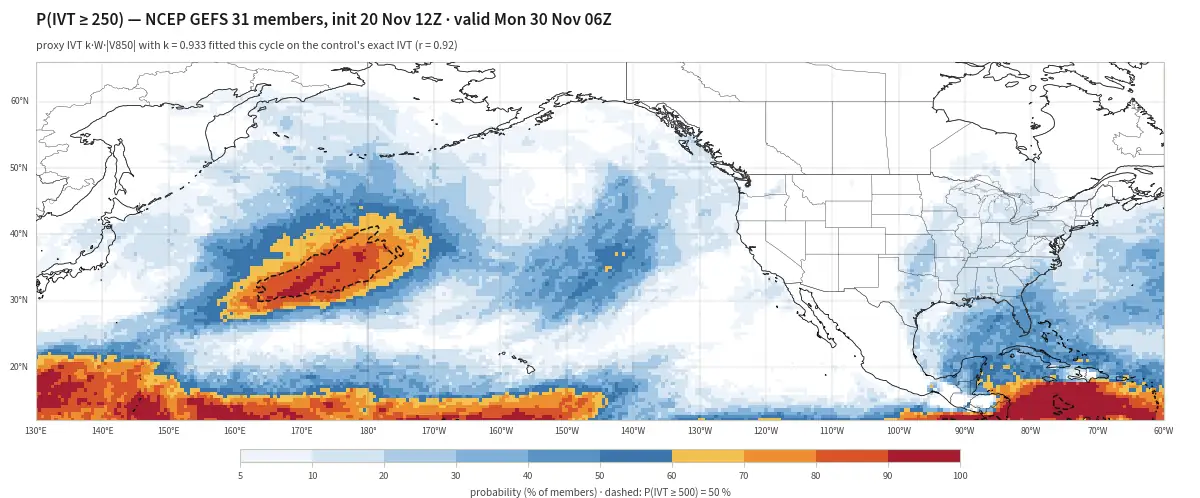 P(IVT ≥ 250) — NCEP GEFS 31 members, init 20 Nov 12Z · valid Mon 30 Nov 06Z
proxy IVT k·W·|V850| with k = 0.933 fitted this cycle on the control's exact IVT (r = 0.92)
60°N
50°N
40°N
30°N
20°N
130°E 140°E 150°E 160°E 170°E 180° 170°W 160°W 150°W 140°W 130°W 120°W 110°W 100°W 90°W 80°W 70°W 60°W
5 10 20 30 40 50 60 70 80 90 100
probability (% of members) · dashed: P(IVT ≥ 500) = 50 %